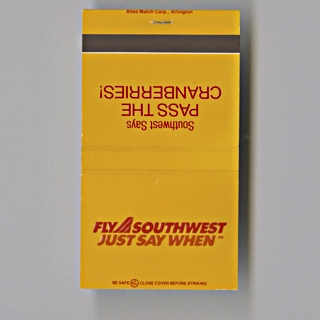 Atlas Match Corp., Arlington
Southwest Says
PASS THE
CRANBERRIES!
FLY SOUTHWEST
JUST SAY WHEN℠
BE SAFE CLOSE COVER BEFORE STRIKING